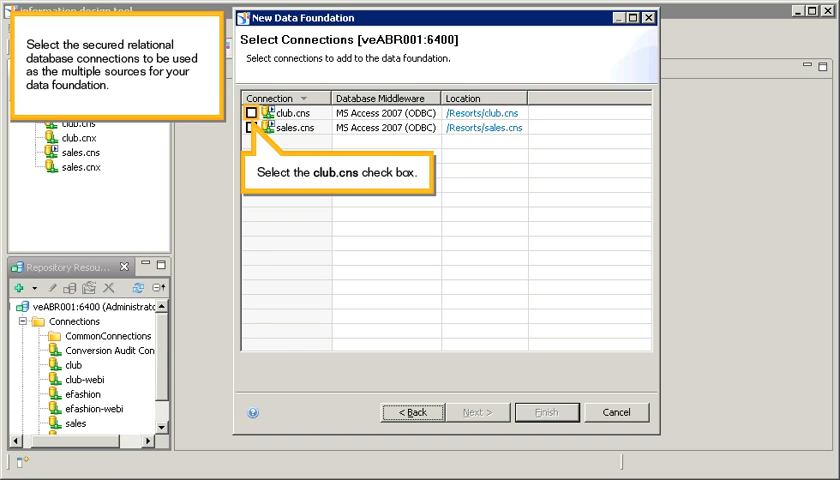 information design tool
Select the secured relational
database connections to be used
as the multiple sources for your
data foundation.
club.cns
club.cnx
sales.cns
sales.cnx
Repository Resou...
veABR001:6400 (Administrato
Connections
CommonConnections
Conversion Audit Con
club
club-webi
efashion
efashion-webi
sales
New Data Foundation
Select Connections [veABR001:6400]
Select connections to add to the data foundation.
Connection Database Middleware Location
club.cns MS Access 2007 (ODBC) /Resorts/club.cns
sales.cns MS Access 2007 (ODBC) /Resorts/sales.cns
Select the club.cns check box.
< Back Next > Finish Cancel